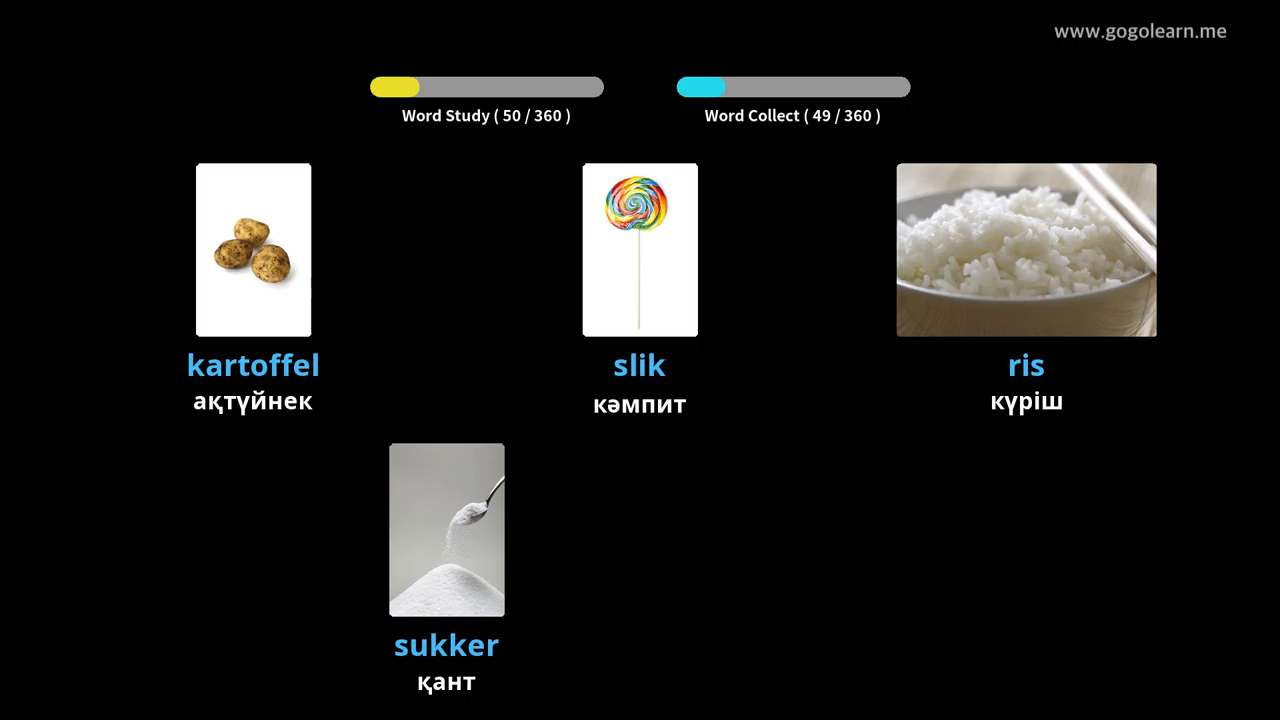 www.gogolearn.me
Word Study ( 50 / 360 )
Word Collect ( 49 / 360 )
kartoffel
ақтүйнек
slik
кәмпит
ris
күріш
sukker
қант